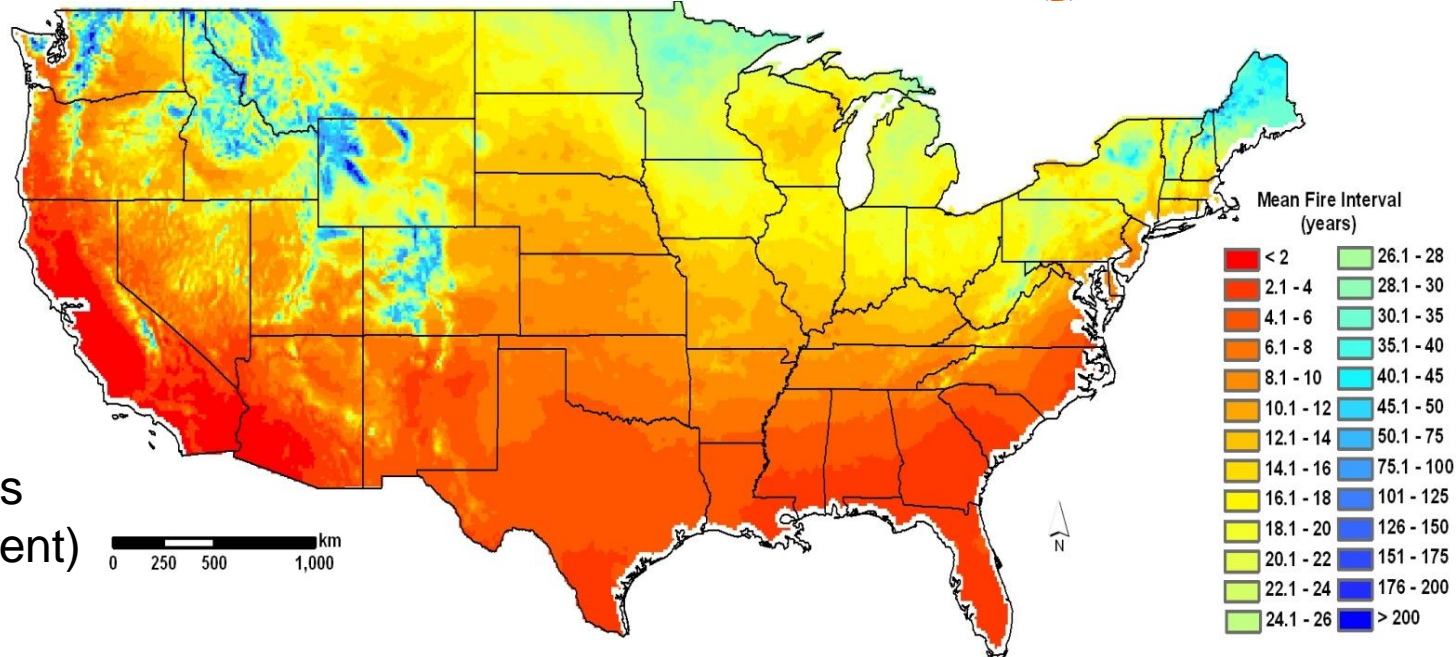 Mean Fire Interval
(years)
< 2
2.1 - 4
4.1 - 6
6.1 - 8
8.1 - 10
10.1 - 12
12.1 - 14
14.1 - 16
16.1 - 18
18.1 - 20
20.1 - 22
22.1 - 24
24.1 - 26
26.1 - 28
28.1 - 30
30.1 - 35
35.1 - 40
40.1 - 45
45.1 - 50
50.1 - 75
75.1 - 100
101 - 125
126 - 150
151 - 175
176 - 200
> 200
s
ent)
km
0 250 500 1,000
N